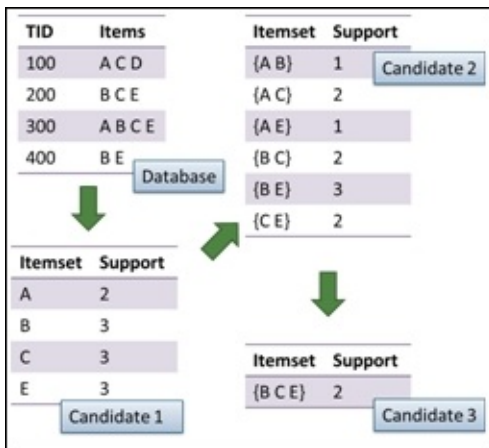 TID Items
100 A C D
200 B C E
300 A B C E
400 B E
Database
Itemset Support
A 2
B 3
C 3
E 3
Candidate 1
Itemset Support
{A B} 1
Candidate 2
{A C} 2
{A E} 1
{B C} 2
{B E} 3
{C E} 2
Itemset Support
{B C E} 2
Candidate 3